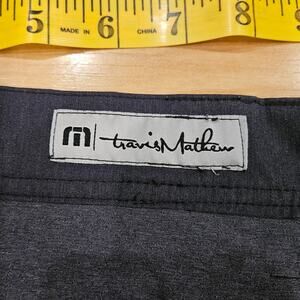 5 MADE IN 6 CHINA 7 8
m | travisMathew